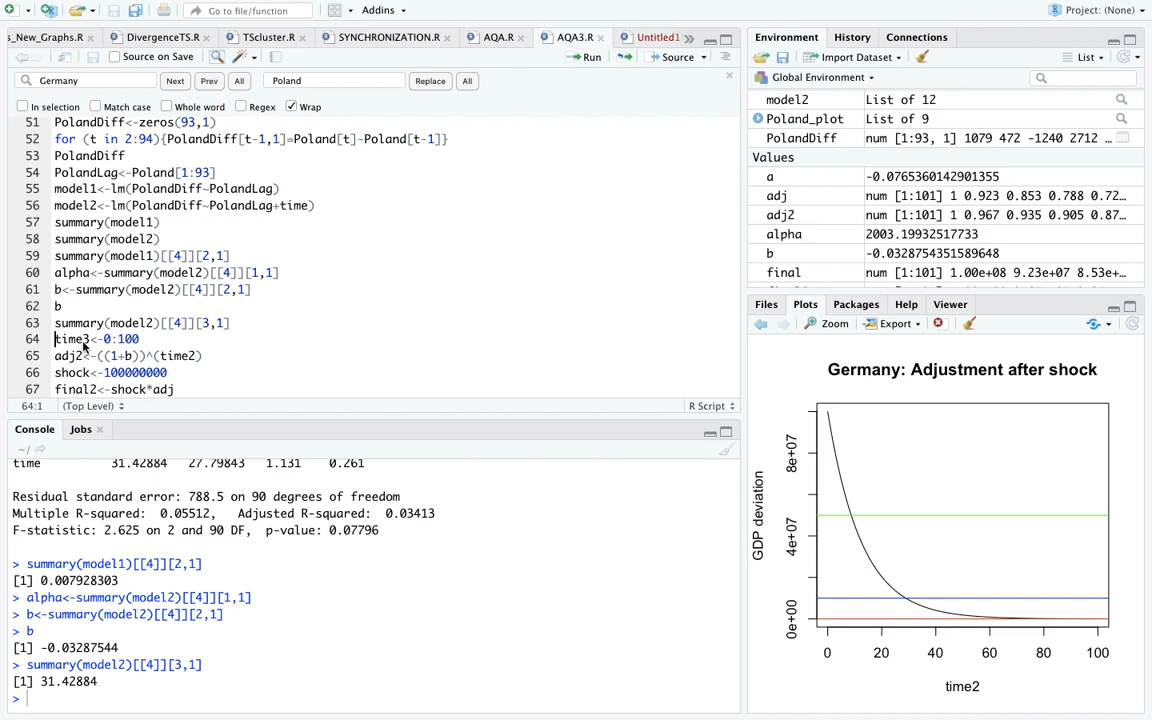 Go to file/function
Addins
Project: (None)
s_New_Graphs.R
DivergenceTS.R
TScluster.R
SYNCHRONIZATION.R
AQA.R
AQA3.R
Untitled1
Source on Save
Run
Source
Germany
Next
Prev
All
Poland
Replace
All
In selection
Match case
Whole word
Regex
Wrap
51 PolandDiff<-zeros(93,1)
52 for (t in 2:94){PolandDiff[t-1,1]=Poland[t]-Poland[t-1]}
53 PolandDiff
54 PolandLag<-Poland[1:93]
55 model1<-lm(PolandDiff~PolandLag)
56 model2<-lm(PolandDiff~PolandLag+time)
57 summary(model1)
58 summary(model2)
59 summary(model1)[[4]][2,1]
60 alpha<-summary(model2)[[4]][1,1]
61 b<-summary(model2)[[4]][2,1]
62 b
63 summary(model2)[[4]][3,1]
64 time3<-0:100
65 adj2<-((1+b))^(time2)
66 shock<-100000000
67 final2<-shock*adj
64:1 (Top Level) R Script
Console Jobs
~/
time 31.42884 27.79843 1.131 0.261
Residual standard error: 788.5 on 90 degrees of freedom
Multiple R-squared: 0.05512, Adjusted R-squared: 0.03413
F-statistic: 2.625 on 2 and 90 DF, p-value: 0.07796
> summary(model1)[[4]][2,1]
[1] 0.007928303
> alpha<-summary(model2)[[4]][1,1]
> b<-summary(model2)[[4]][2,1]
> b
[1] -0.03287544
> summary(model2)[[4]][3,1]
[1] 31.42884
>
Environment History Connections
Import Dataset
List
Global Environment
model2 List of 12
Poland_plot List of 9
PolandDiff num [1:93, 1] 1079 472 -1240 2712 …
Values
a -0.0765360142901355
adj num [1:101] 1 0.923 0.853 0.788 0.72…
adj2 num [1:101] 1 0.967 0.935 0.905 0.87…
alpha 2003.19932517733
b -0.0328754351589648
final num [1:101] 1.00e+08 9.23e+07 8.53e+…
Files Plots Packages Help Viewer
Zoom Export
Germany: Adjustment after shock
GDP deviation
8e+07
4e+07
0e+00
0 20 40 60 80 100
time2